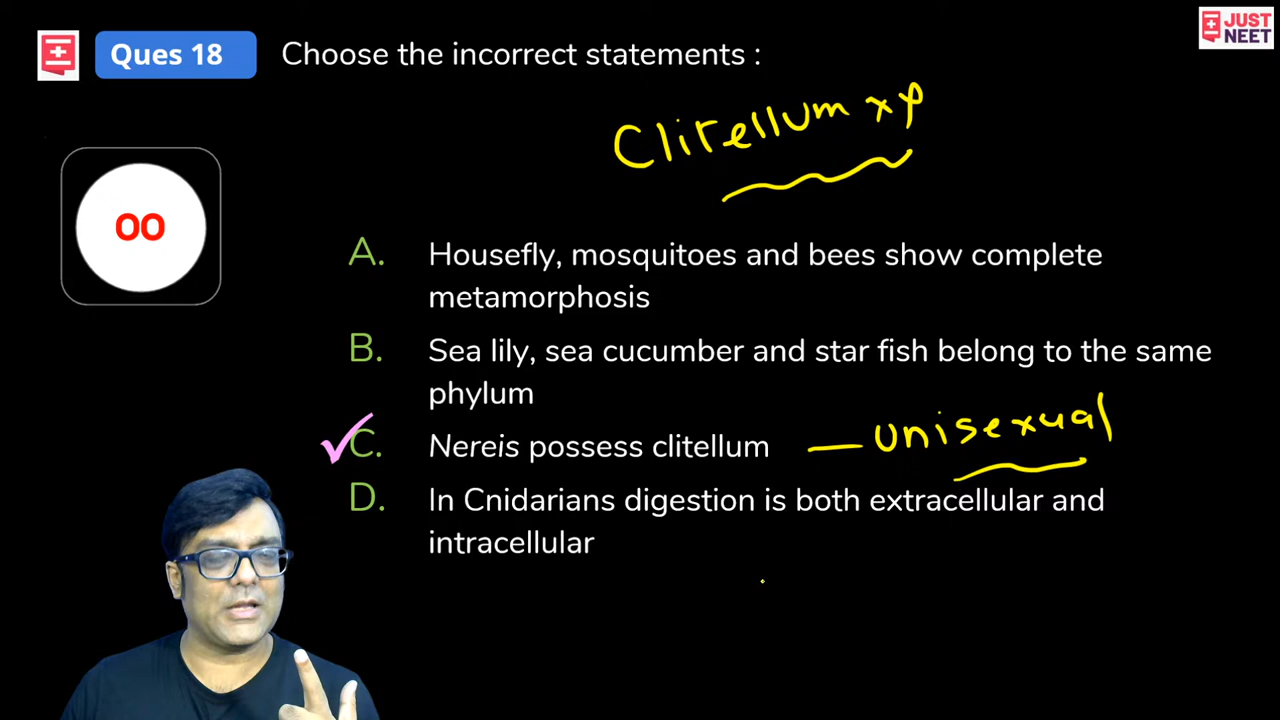 JUST
NEET
Ques 18
Choose the incorrect statements :
Clitellum x
00
A. Housefly, mosquitoes and bees show complete
metamorphosis
B. Sea lily, sea cucumber and star fish belong to the same
phylum
C. Nereis possess clitellum — unisexual
D. In Cnidarians digestion is both extracellular and
intracellular